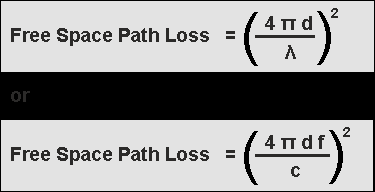 Free Space Path Loss = (4 π d / λ)²
or
Free Space Path Loss = (4 π d f / c)²